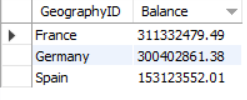 GeographyID Balance
France 311332479.49
Germany 300402861.38
Spain 153123552.01